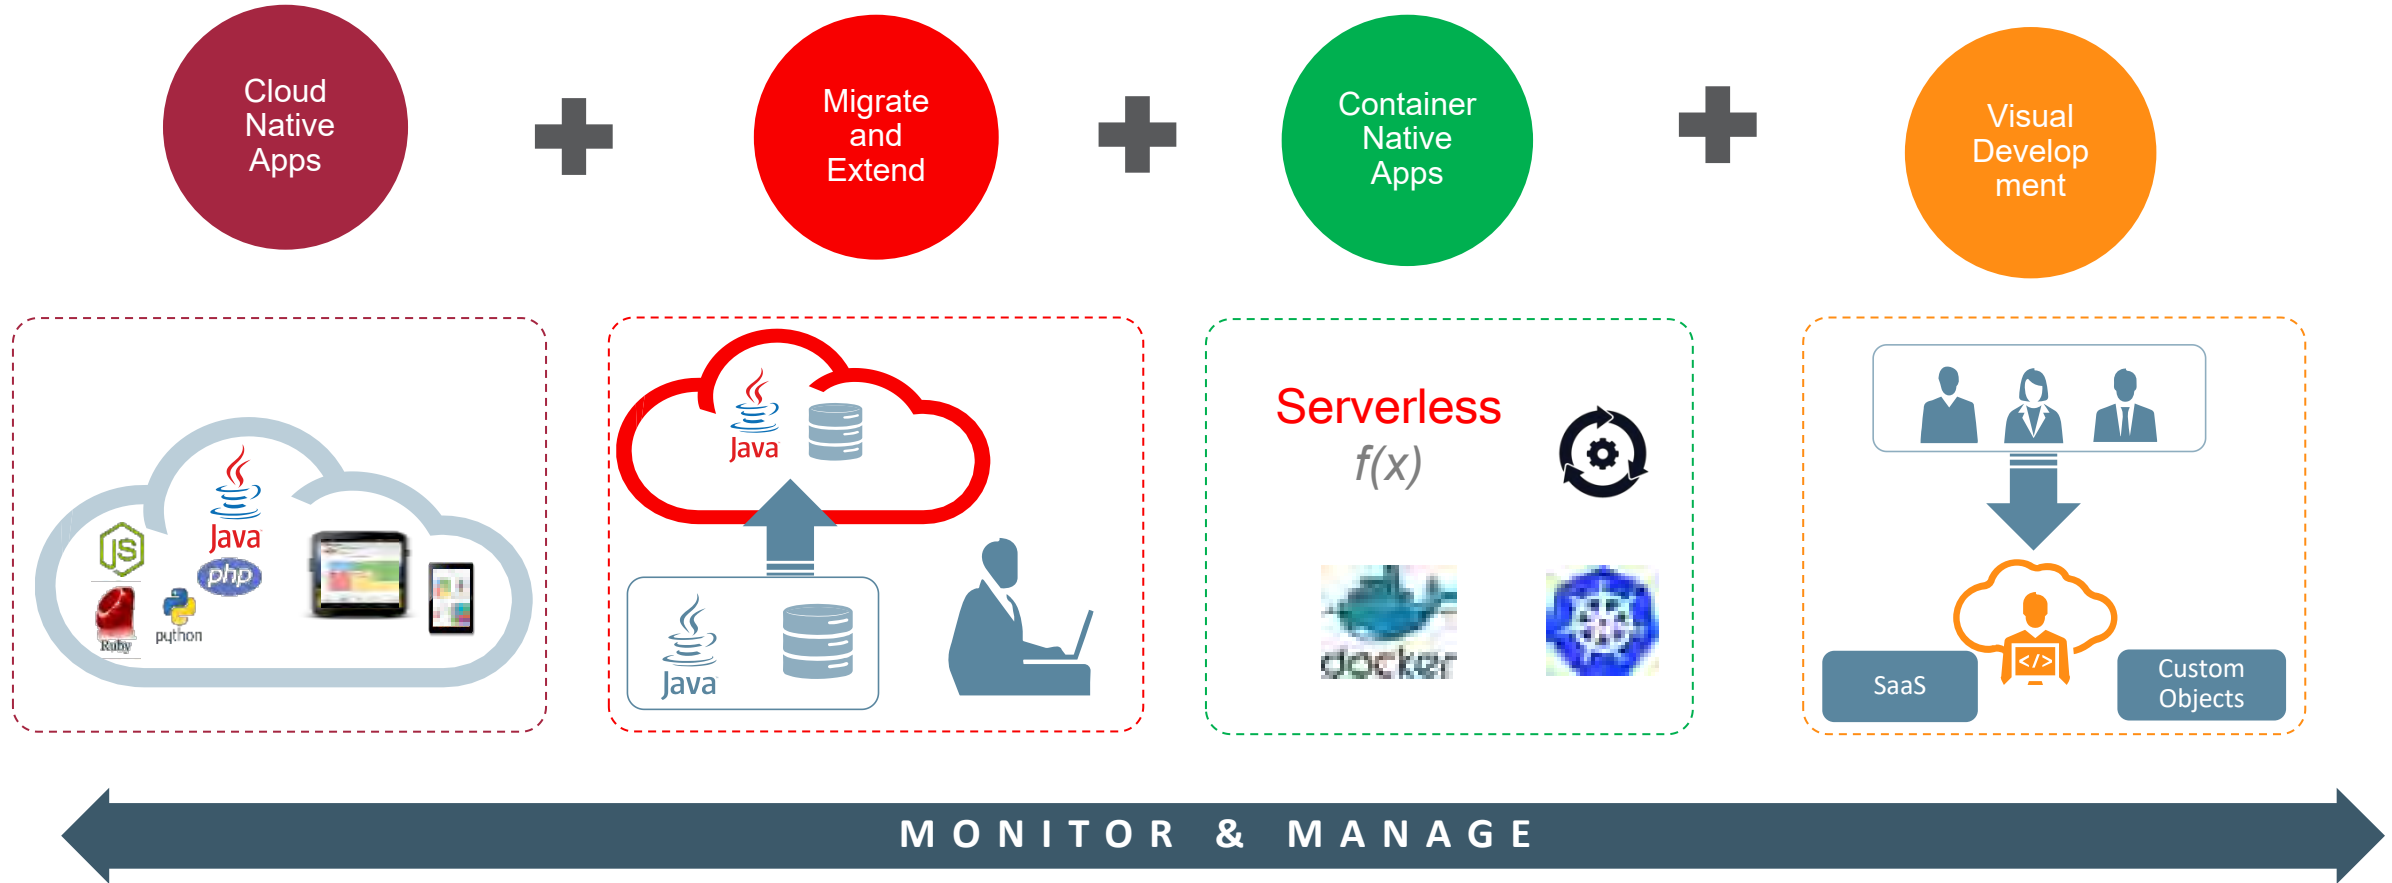 Cloud
Native
Apps
Migrate
and
Extend
Container
Native
Apps
Visual
Develop
ment
Java
JS
php
python
Ruby
Java
Java
Serverless
f(x)
docker
</>
SaaS
Custom
Objects
MONITOR & MANAGE